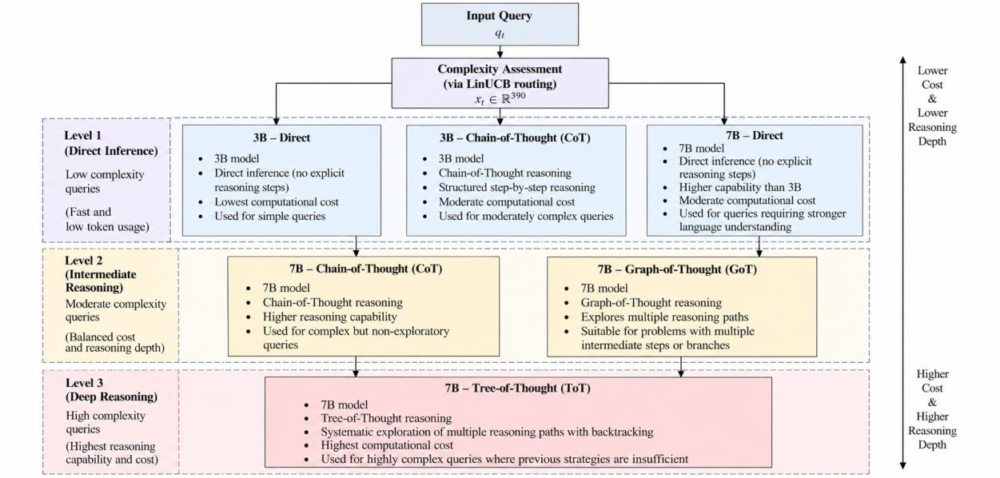 Input Query
qₜ
Complexity Assessment
(via LinUCB routing)
xₜ ∈ ℝ³⁹⁰
Level 1
(Direct Inference)
Low complexity
queries
(Fast and
low token usage)
3B – Direct
• 3B model
• Direct inference (no explicit
reasoning steps)
• Lowest computational cost
• Used for simple queries
3B – Chain-of-Thought (CoT)
• 3B model
• Chain-of-Thought reasoning
• Structured step-by-step reasoning
• Moderate computational cost
• Used for moderately complex queries
7B – Direct
• 7B model
• Direct inference (no explicit
reasoning steps)
• Higher capability than 3B
• Moderate computational cost
• Used for queries requiring stronger
language understanding
Level 2
(Intermediate
Reasoning)
Moderate complexity
queries
(Balanced cost
and reasoning depth)
7B – Chain-of-Thought (CoT)
• 7B model
• Chain-of-Thought reasoning
• Higher reasoning capability
• Used for complex but non-exploratory
queries
7B – Graph-of-Thought (GoT)
• 7B model
• Graph-of-Thought reasoning
• Explores multiple reasoning paths
• Suitable for problems with multiple
intermediate steps or branches
Level 3
(Deep Reasoning)
High complexity
queries
(Highest reasoning
capability and cost)
7B – Tree-of-Thought (ToT)
• 7B model
• Tree-of-Thought reasoning
• Systematic exploration of multiple reasoning paths with backtracking
• Highest computational cost
• Used for highly complex queries where previous strategies are insufficient
Lower
Cost
&
Lower
Reasoning
Depth
Higher
Cost
&
Higher
Reasoning
Depth